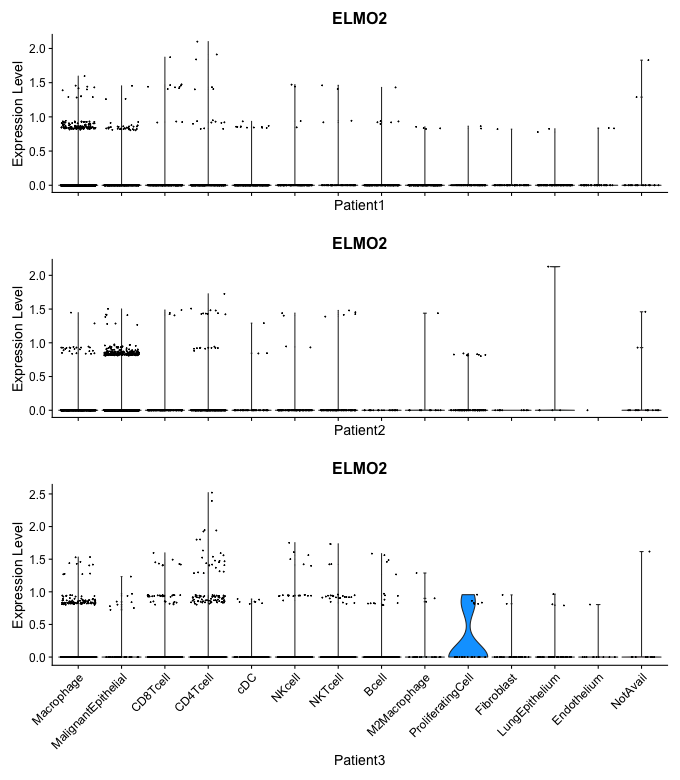 ELMO2
Expression Level
2.0
1.5
1.0
0.5
0.0
Patient1
ELMO2
Expression Level
2.0
1.5
1.0
0.5
0.0
Patient2
ELMO2
Expression Level
2.5
2.0
1.5
1.0
0.5
0.0
Macrophage
MalignantEpithelial
CD8Tcell
CD4Tcell
cDC
NKcell
NKTcell
Bcell
M2Macrophage
ProliferatingCell
Fibroblast
LungEpithelium
Endothelium
NotAvail
Patient3